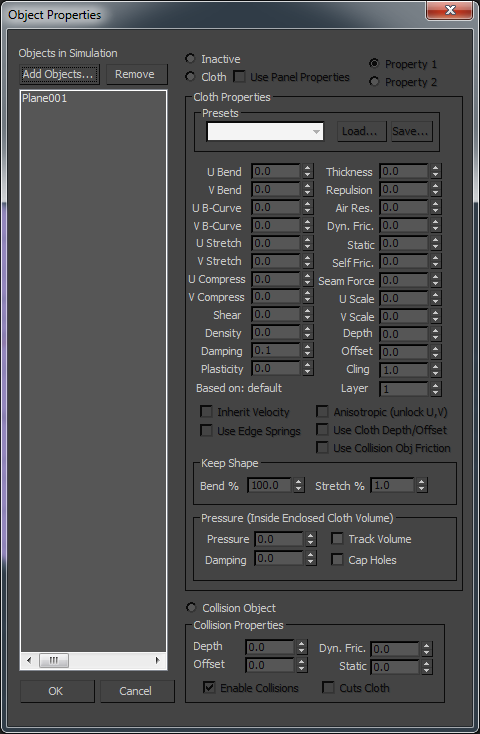 Object Properties
Objects in Simulation
Add Objects... Remove
Plane001
OK Cancel
Inactive
Cloth Use Panel Properties
Property 1
Property 2
Cloth Properties
Presets
Load... Save...
U Bend 0.0 Thickness 0.0
V Bend 0.0 Repulsion 0.0
U B-Curve 0.0 Air Res. 0.0
V B-Curve 0.0 Dyn. Fric. 0.0
U Stretch 0.0 Static 0.0
V Stretch 0.0 Self Fric. 0.0
U Compress 0.0 Seam Force 0.0
V Compress 0.0 U Scale 0.0
Shear 0.0 V Scale 0.0
Density 0.0 Depth 0.0
Damping 0.1 Offset 0.0
Plasticity 0.0 Cling 1.0
Based on: default Layer 1
Inherit Velocity Anisotropic (unlock U,V)
Use Edge Springs Use Cloth Depth/Offset
Use Collision Obj Friction
Keep Shape
Bend % 100.0 Stretch % 1.0
Pressure (Inside Enclosed Cloth Volume)
Pressure 0.0 Track Volume
Damping 0.0 Cap Holes
Collision Object
Collision Properties
Depth 0.0 Dyn. Fric. 0.0
Offset 0.0 Static 0.0
Enable Collisions Cuts Cloth